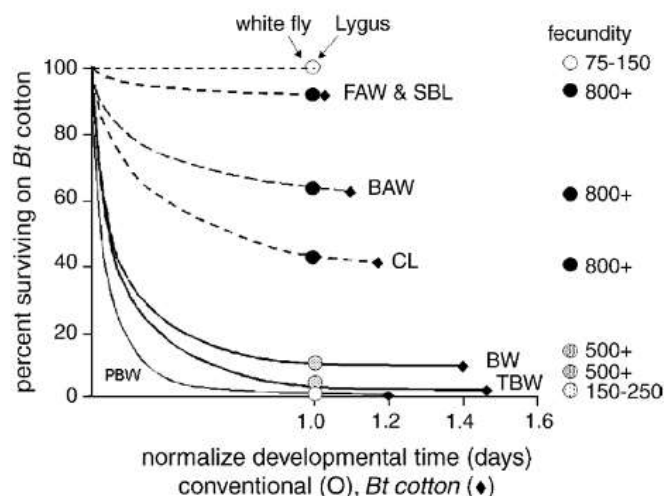 white fly Lygus
fecundity
75-150
100
FAW & SBL
800+
80
BAW
800+
60
CL
800+
40
20
BW
500+
500+
PBW
TBW
150-250
0
1.0 1.2 1.4 1.6
percent surviving on Bt cotton
normalize developmental time (days)
conventional (O), Bt cotton (♦)